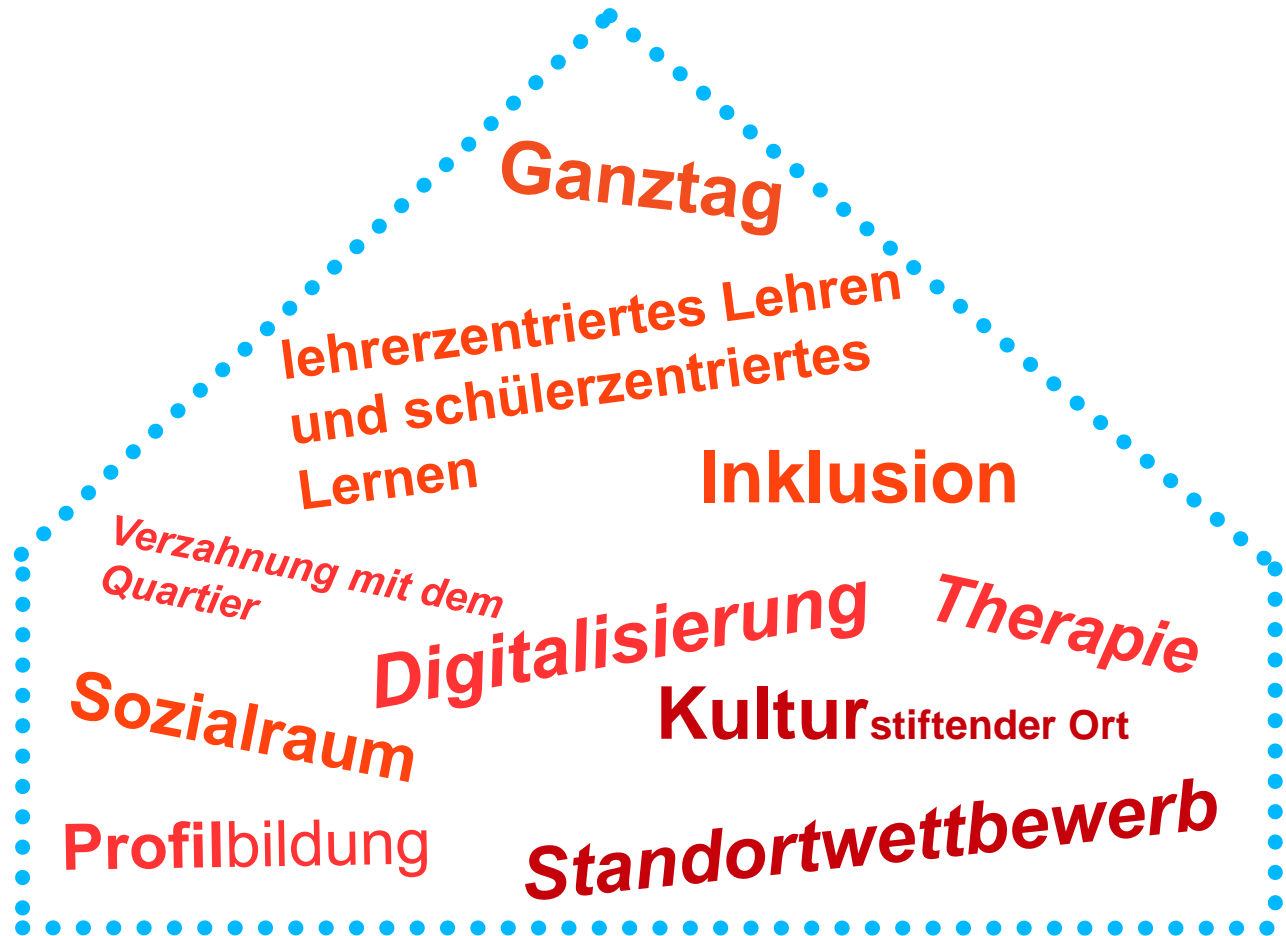 Ganztag
lehrerzentriertes Lehren
und schülerzentriertes
Lernen
Inklusion
Verzahnung mit dem
Quartier
Digitalisierung
Therapie
Sozialraum
Kulturstiftender Ort
Profilbildung
Standortwettbewerb